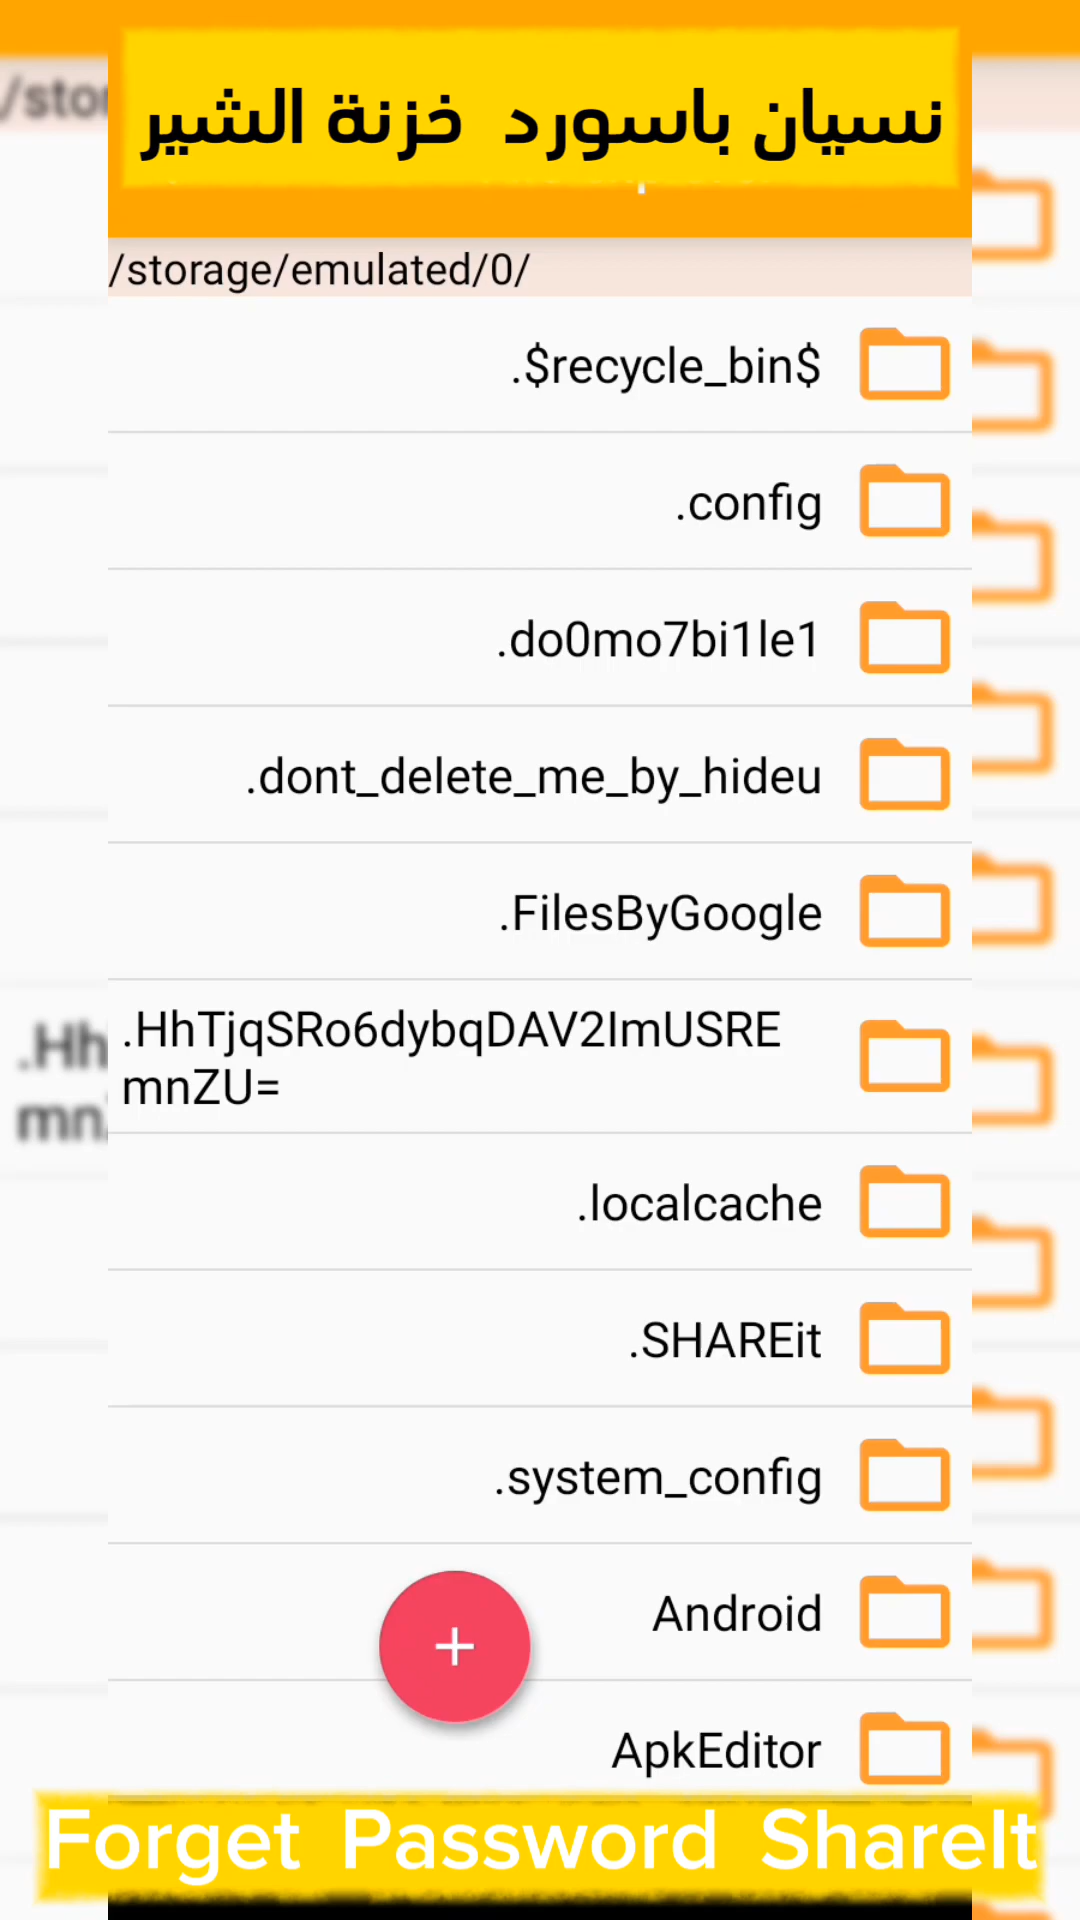 نسيان باسورد خزنة الشير
/storage/emulated/0/
.$recycle_bin$
.config
.do0mo7bi1le1
.dont_delete_me_by_hideu
.FilesByGoogle
.HhTjqSRo6dybqDAV2ImUSRE
mnZU=
.localcache
.SHAREit
.system_config
Android
ApkEditor
Forget Password ShareIt